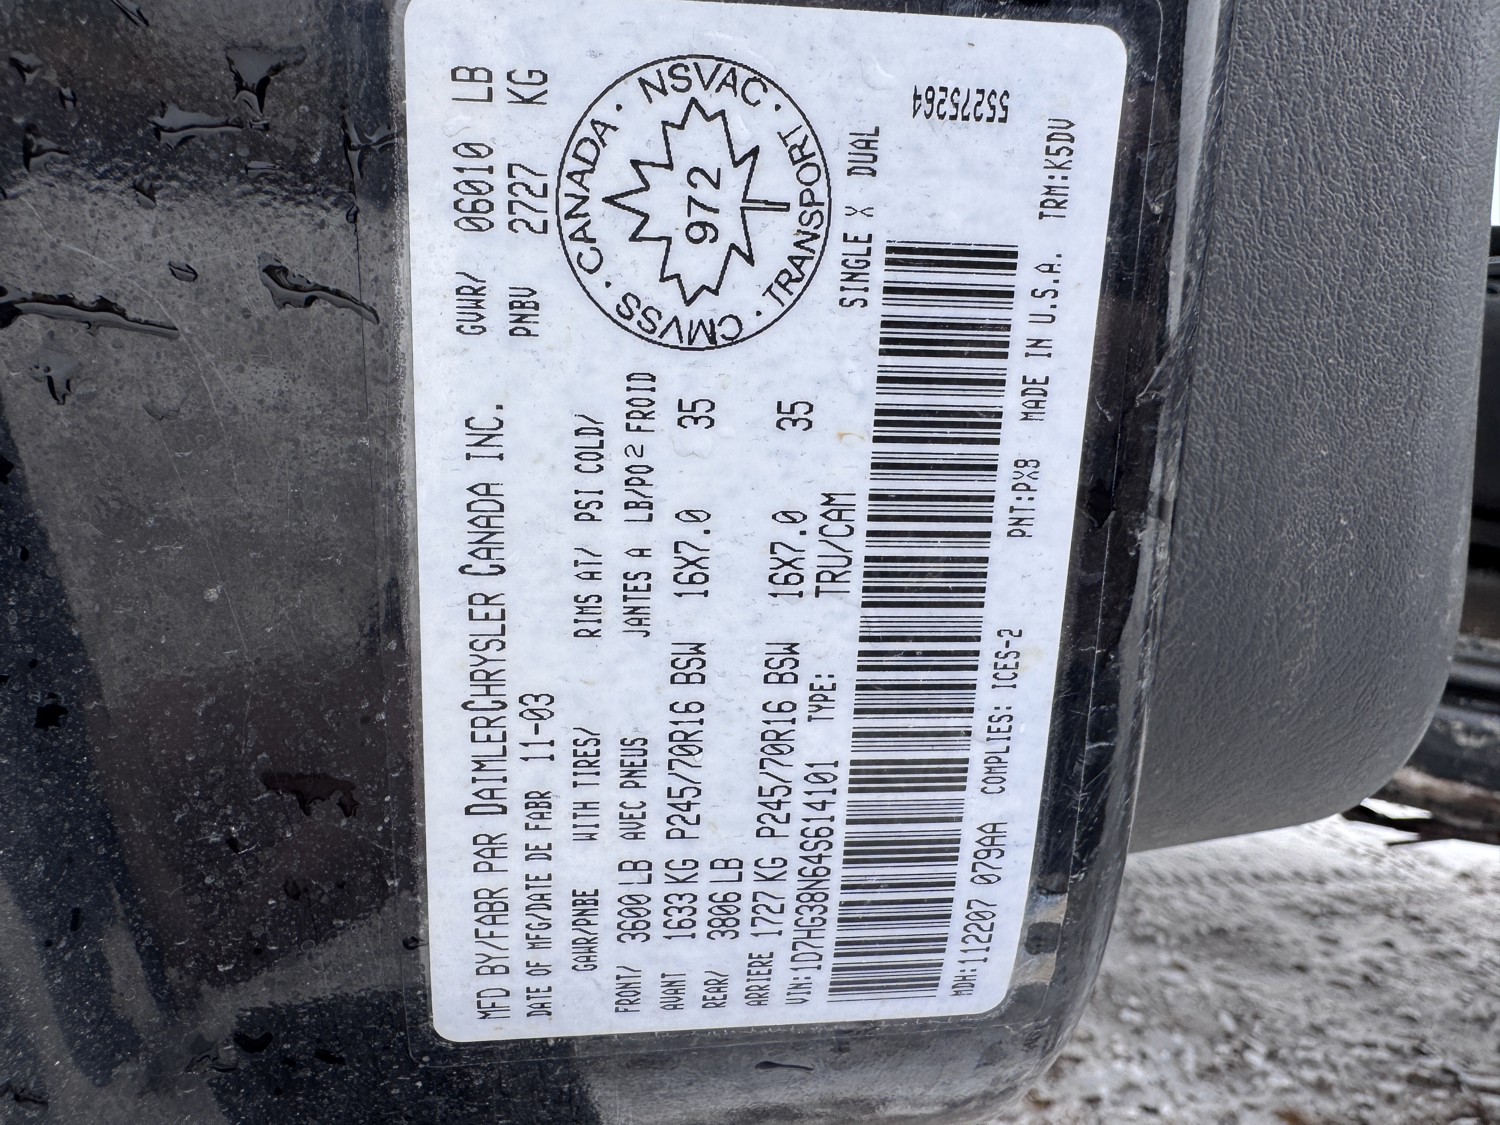 MFD BY/FABR PAR DAIMLERCHRYSLER CANADA INC.
DATE OF MFG/DATE DE FABR 11-03
GVWR/ 06010 LB
PNBV 2727 KG
GAWR/PNBE WITH TIRES/ RIMS AT/ PSI COLD/
AVEC PNEUS JANTES A LB/PO2 FROID
FRONT/ 3600 LB
AVANT 1633 KG P245/70R16 BSW 16X7.0 35
REAR/ 3806 LB
ARRIERE 1727 KG P245/70R16 BSW 16X7.0 35
VIN:1D7HG38N64S614101 TYPE: TRU/CAM
SINGLE X DUAL
CANADA · NSVAC · TRANSPORT · CMVSS ·
972
55275264
MDH:112207 079AA COMPLIES: ICES-2
PNT:PX8 MADE IN U.S.A. TRM:K5DV